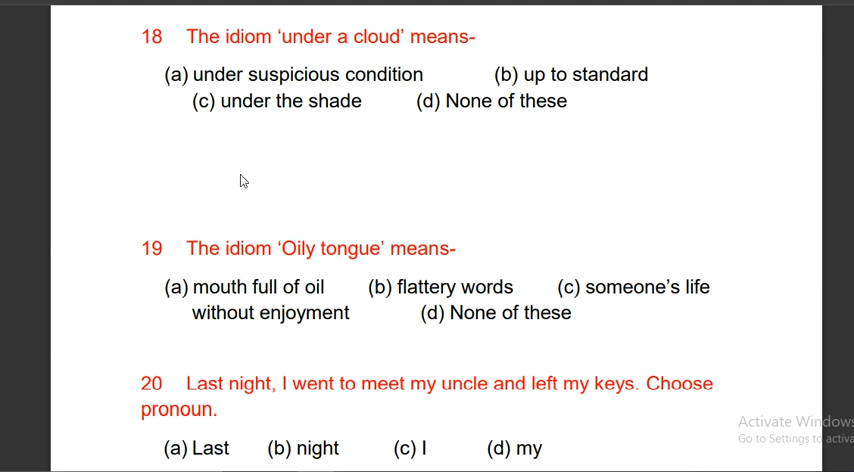 18 The idiom ‘under a cloud’ means-
(a) under suspicious condition (b) up to standard
(c) under the shade (d) None of these
19 The idiom ‘Oily tongue’ means-
(a) mouth full of oil (b) flattery words (c) someone’s life
without enjoyment (d) None of these
20 Last night, I went to meet my uncle and left my keys. Choose
pronoun.
(a) Last (b) night (c) I (d) my
Activate Windows
Go to Settings to activa